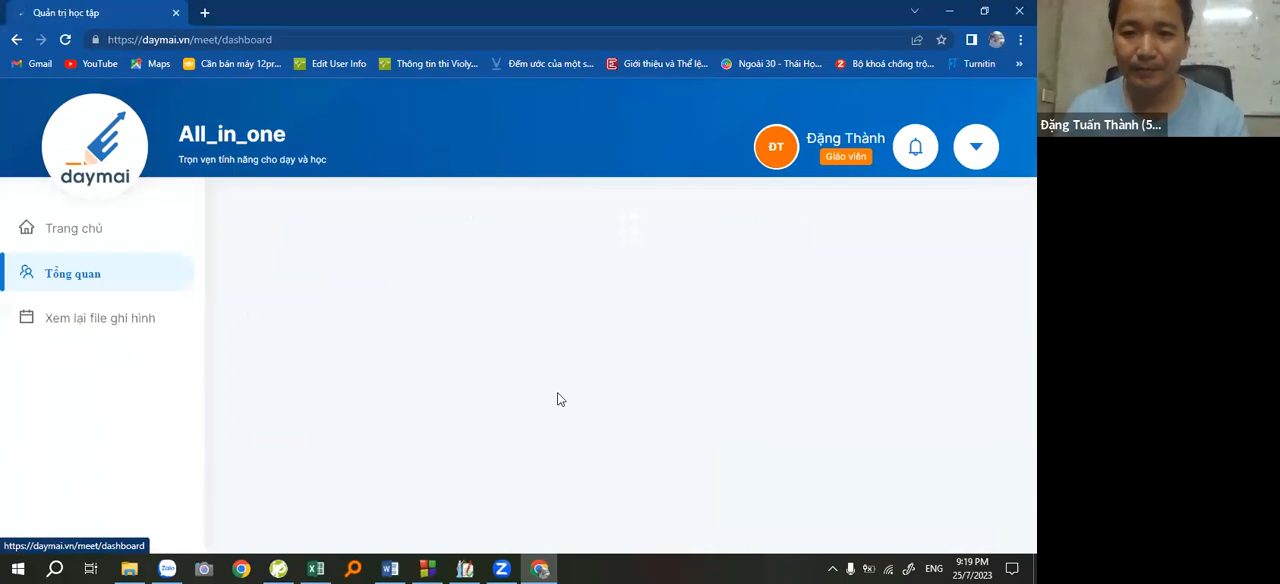 Quản trị học tập
https://daymai.vn/meet/dashboard
Gmail
YouTube
Maps
Cần bán máy 12pr...
Edit User Info
Thông tin thi Violy...
Đếm ước của một s...
Giới thiệu và Thể lệ...
Ngoài 30 - Thái Họ...
Bộ khoá chống trộ...
Turnitin
»
Đặng Tuấn Thành (5...
All_in_one
Trọn vẹn tính năng cho dạy và học
daymai
ĐT
Đặng Thành
Giáo viên
Trang chủ
Tổng quan
Xem lại file ghi hình
https://daymai.vn/meet/dashboard
Zalo
ENG
9:19 PM
25/7/2023